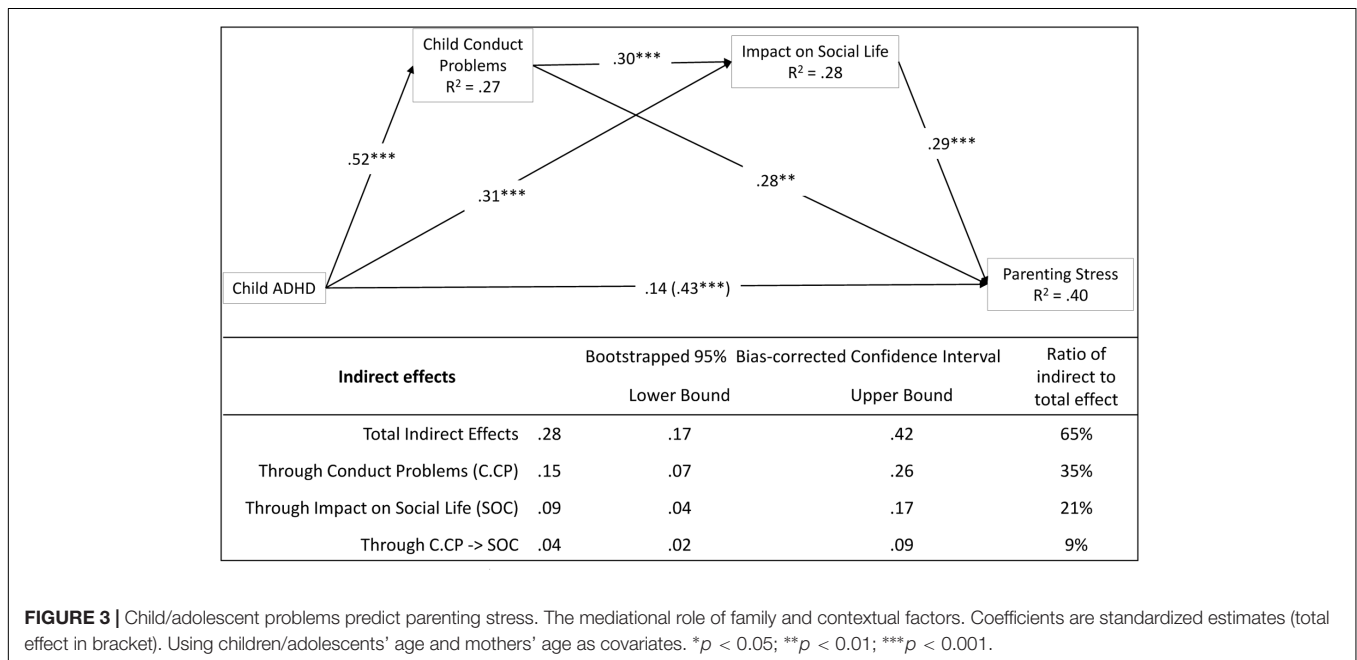 Child Conduct
Problems
R² = .27
.30***
Impact on Social Life
R² = .28
.52***
.29***
.31***
.28**
Child ADHD
.14 (.43***)
Parenting Stress
R² = .40
Indirect effects
Bootstrapped 95% Bias-corrected Confidence Interval
Lower Bound
Upper Bound
Ratio of
indirect to
total effect
Total Indirect Effects .28 .17 .42 65%
Through Conduct Problems (C.CP) .15 .07 .26 35%
Through Impact on Social Life (SOC) .09 .04 .17 21%
Through C.CP -> SOC .04 .02 .09 9%
FIGURE 3 | Child/adolescent problems predict parenting stress. The mediational role of family and contextual factors. Coefficients are standardized estimates (total
effect in bracket). Using children/adolescents' age and mothers' age as covariates. *p < 0.05; **p < 0.01; ***p < 0.001.